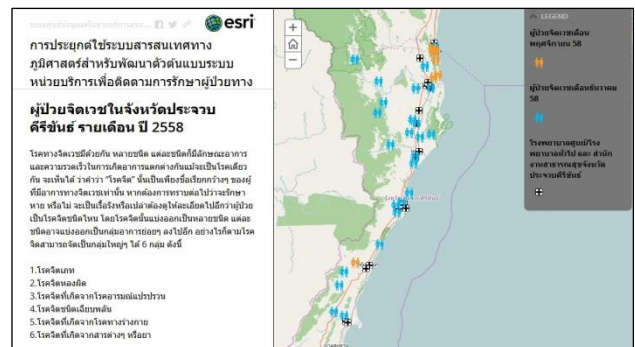 esri
การประยุกต์ใช้ระบบสารสนเทศทาง
ภูมิศาสตร์สำหรับพัฒนาตัวต้นแบบระบบ
หน่วยบริการเพื่อติดตามการรักษาผู้ป่วยทาง
ผู้ป่วยจิตเวชในจังหวัดประจวบ
คีรีขันธ์ รายเดือน ปี 2558
โรคทางจิตเวชมีด้วยกัน หลายชนิด แต่ละชนิดก็มีลักษณะอาการ
และความรวดเร็วในการเกิดอาการแตกต่างกันแม้จะเป็นโรคเดียว
กัน จะเห็นได้ ว่าคำว่า "โรคจิต" นั้นเป็นเพียงชื่อเรียกกว้างๆ ของผู้
ที่มีอาการทางจิตเวชเท่านั้น หากต้องการทราบต่อไปว่าจะรักษา
หาย หรือไม่ จะเป็นเรื้อรังหรือเปล่าต้องดูให้ละเอียดไปอีกว่าผู้ป่วย
เป็นโรคจิตชนิดไหน โดยโรคจิตนั้นแบ่งออกเป็นหลายชนิด แต่ละ
ชนิดอาจแบ่งออกเป็นกลุ่มอาการย่อยๆ ลงไปอีก อย่างไรก็ตามโรค
จิตสามารถจัดเป็นกลุ่มใหญ่ๆ ได้ 6 กลุ่ม ดังนี้
1.โรคจิตเภท
2.โรคจิตหลงผิด
3.โรคจิตที่เกิดจากโรคอารมณ์แปรปรวน
4.โรคจิตชนิดเฉียบพลัน
5.โรคจิตที่เกิดจากโรคทางร่างกาย
6.โรคจิตที่เกิดจากสารต่างๆ หรือยา
LEGEND
ผู้ป่วยจิตเวชเดือน
พฤศจิกายน 58
ผู้ป่วยจิตเวชเดือนธันวาคม
58
โรงพยาบาลศูนย์/โรง
พยาบาลทั่วไป และ สำนัก
งานสาธารณสุขจังหวัด
ประจวบคีรีขันธ์